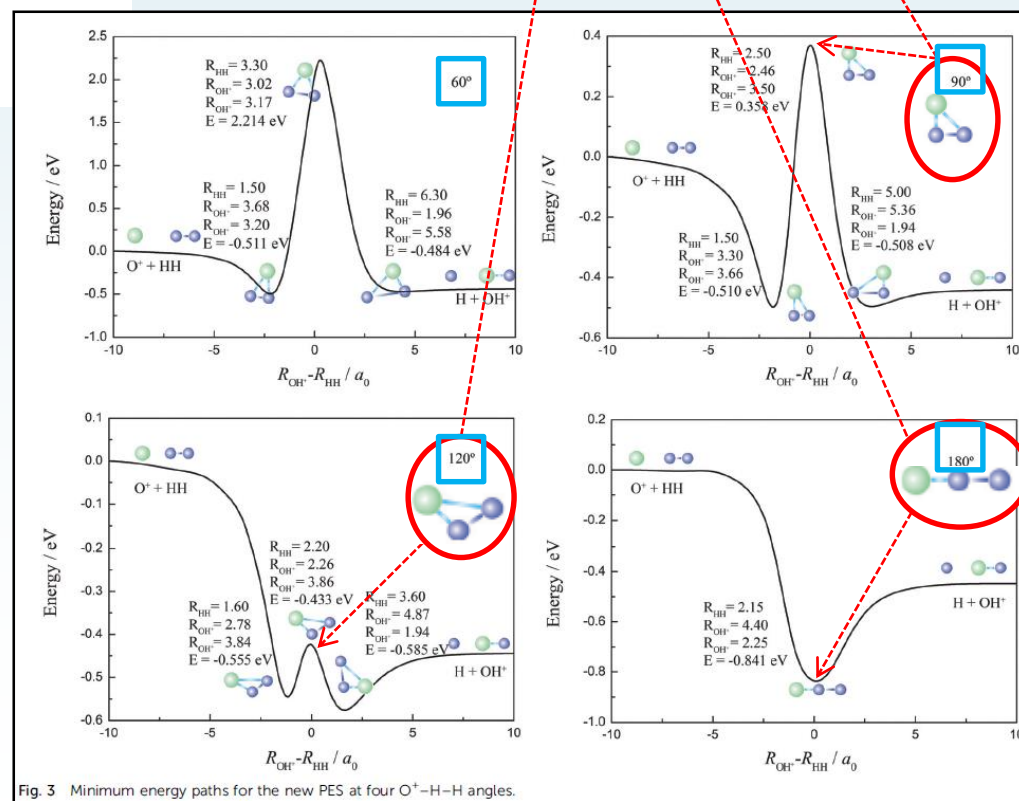 2.5
2.0
1.5
1.0
0.5
0.0
-0.5
-1.0
Energy / eV
R_HH = 3.30
R_OH+ = 3.02
R_OH+ = 3.17
E = 2.214 eV
60º
R_HH = 1.50
R_OH+ = 3.68
R_OH+ = 3.20
E = -0.511 eV
R_HH = 6.30
R_OH+ = 1.96
R_OH+ = 5.58
E = -0.484 eV
O⁺ + HH
H + OH⁺
-10 -5 0 5 10
R_OH+-R_HH / a₀
0.4
0.2
0.0
-0.2
-0.4
-0.6
Energy / eV
R_HH = 2.50
R_OH+ = 2.46
R_OH+ = 3.50
E = 0.358 eV
90º
O⁺ + HH
R_HH = 1.50
R_OH+ = 3.30
R_OH+ = 3.66
E = -0.510 eV
R_HH = 5.00
R_OH+ = 5.36
R_OH+ = 1.94
E = -0.508 eV
H + OH⁺
-10 -5 0 5 10
R_OH+-R_HH / a₀
0.1
0.0
-0.1
-0.2
-0.3
-0.4
-0.5
-0.6
Energy / eV
O⁺ + HH
120º
R_HH = 2.20
R_OH+ = 2.26
R_OH+ = 3.86
E = -0.433 eV
R_HH = 1.60
R_OH+ = 2.78
R_OH+ = 3.84
E = -0.555 eV
R_HH = 3.60
R_OH+ = 4.87
R_OH+ = 1.94
E = -0.585 eV
H + OH⁺
-10 -5 0 5 10
R_OH+-R_HH / a₀
0.2
0.0
-0.2
-0.4
-0.6
-0.8
-1.0
Energy / eV
O⁺ + HH
180º
R_HH = 2.15
R_OH+ = 4.40
R_OH+ = 2.25
E = -0.841 eV
H + OH⁺
-10 -5 0 5 10
R_OH+-R_HH / a₀
Fig. 3 Minimum energy paths for the new PES at four O⁺–H–H angles.